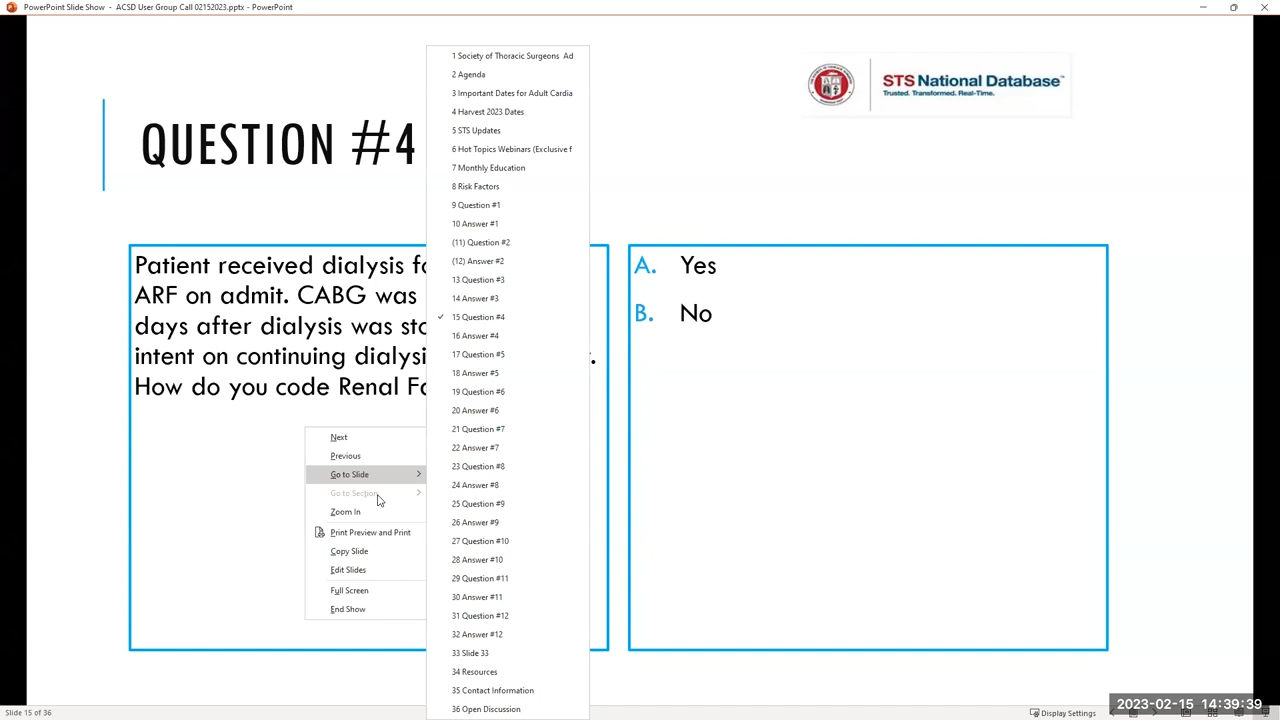 PowerPoint Slide Show - ACSD User Group Call 02152023.pptx - PowerPoint
STS National Database™
Trusted. Transformed. Real-Time.
QUESTION #4
Patient received dialysis
ARF on admit. CABG was
days after dialysis was
intent on continuing
How do you code Renal
A. Yes
B. No
Next
Previous
Go to Slide
Go to Section
Zoom In
Print Preview and Print
Copy Slide
Edit Slides
Full Screen
End Show
1 Society of Thoracic Surgeons Ad
2 Agenda
3 Important Dates for Adult Cardia
4 Harvest 2023 Dates
5 STS Updates
6 Hot Topics Webinars (Exclusive f
7 Monthly Education
8 Risk Factors
9 Question #1
10 Answer #1
(11) Question #2
(12) Answer #2
13 Question #3
14 Answer #3
15 Question #4
16 Answer #4
17 Question #5
18 Answer #5
19 Question #6
20 Answer #6
21 Question #7
22 Answer #7
23 Question #8
24 Answer #8
25 Question #9
26 Answer #9
27 Question #10
28 Answer #10
29 Question #11
30 Answer #11
31 Question #12
32 Answer #12
33 Slide 33
34 Resources
35 Contact Information
36 Open Discussion
Slide 15 of 36
Display Settings
2023-02-15 14:39:39